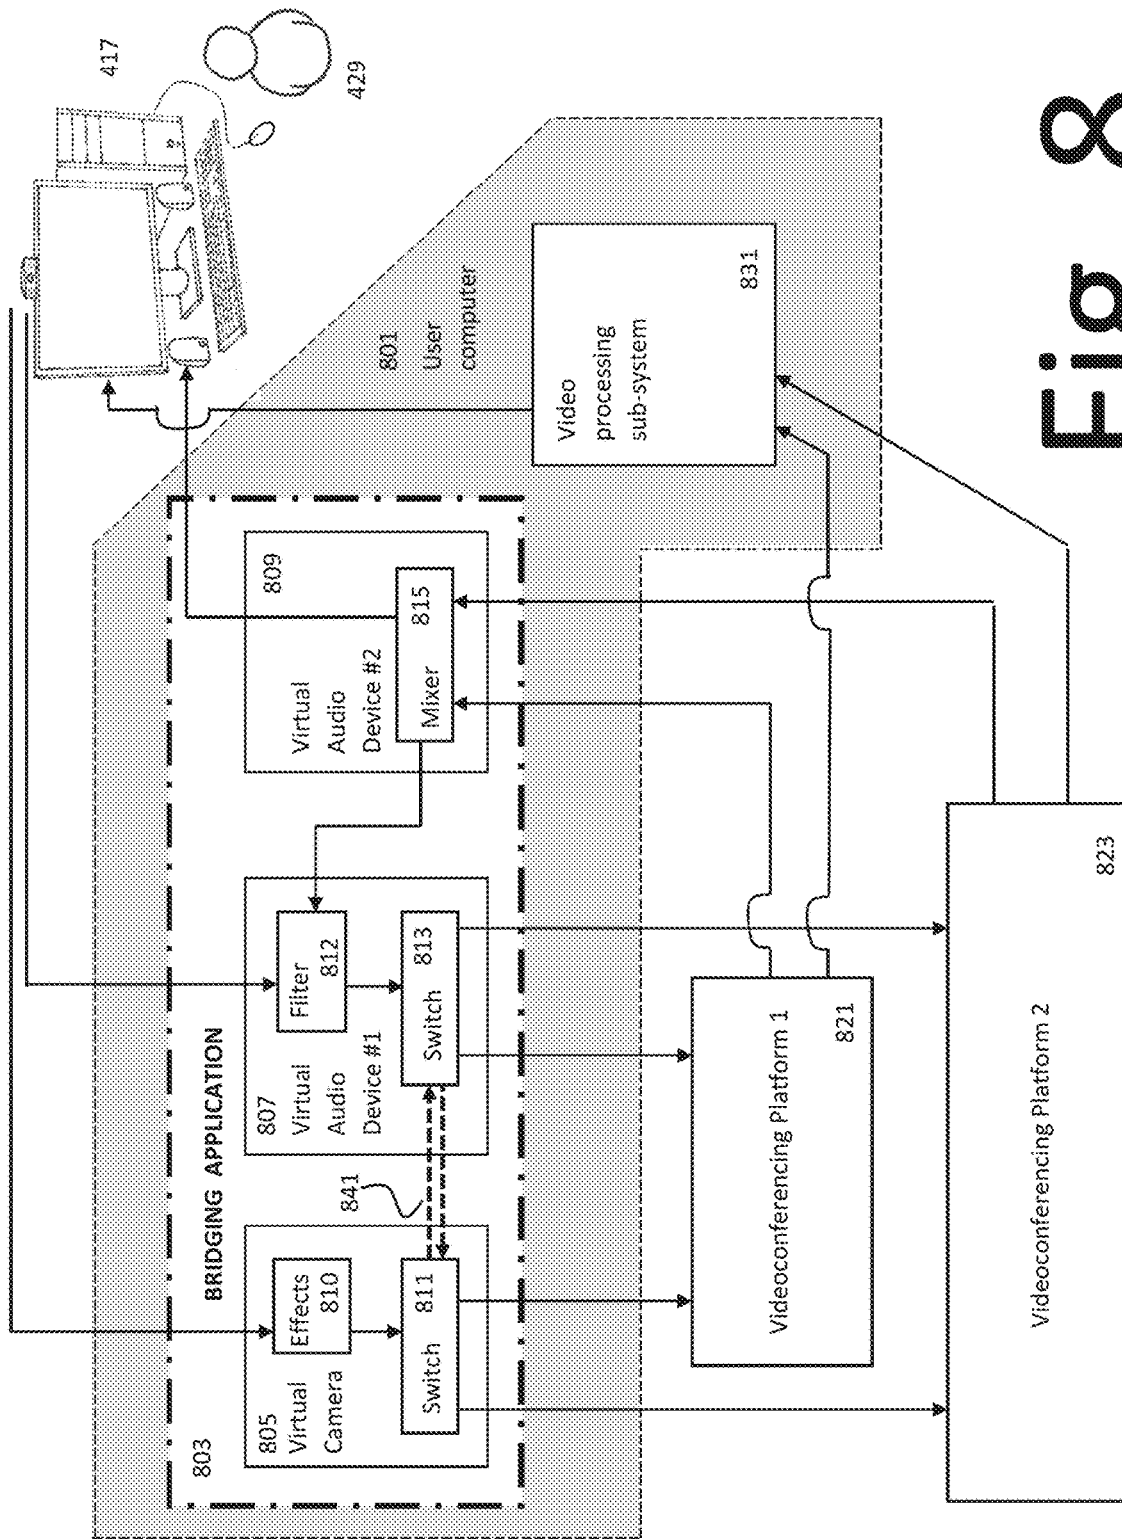 417
429
801
User
computer
BRIDGING APPLICATION
803
805
Virtual
Camera
Effects
810
Switch
811
841
807
Virtual
Audio
Device #1
Filter
812
Switch
813
809
Virtual
Audio
Device #2
Mixer
815
Video
processing
sub-system
831
Videoconferencing Platform 1
821
Videoconferencing Platform 2
823
Fig 8